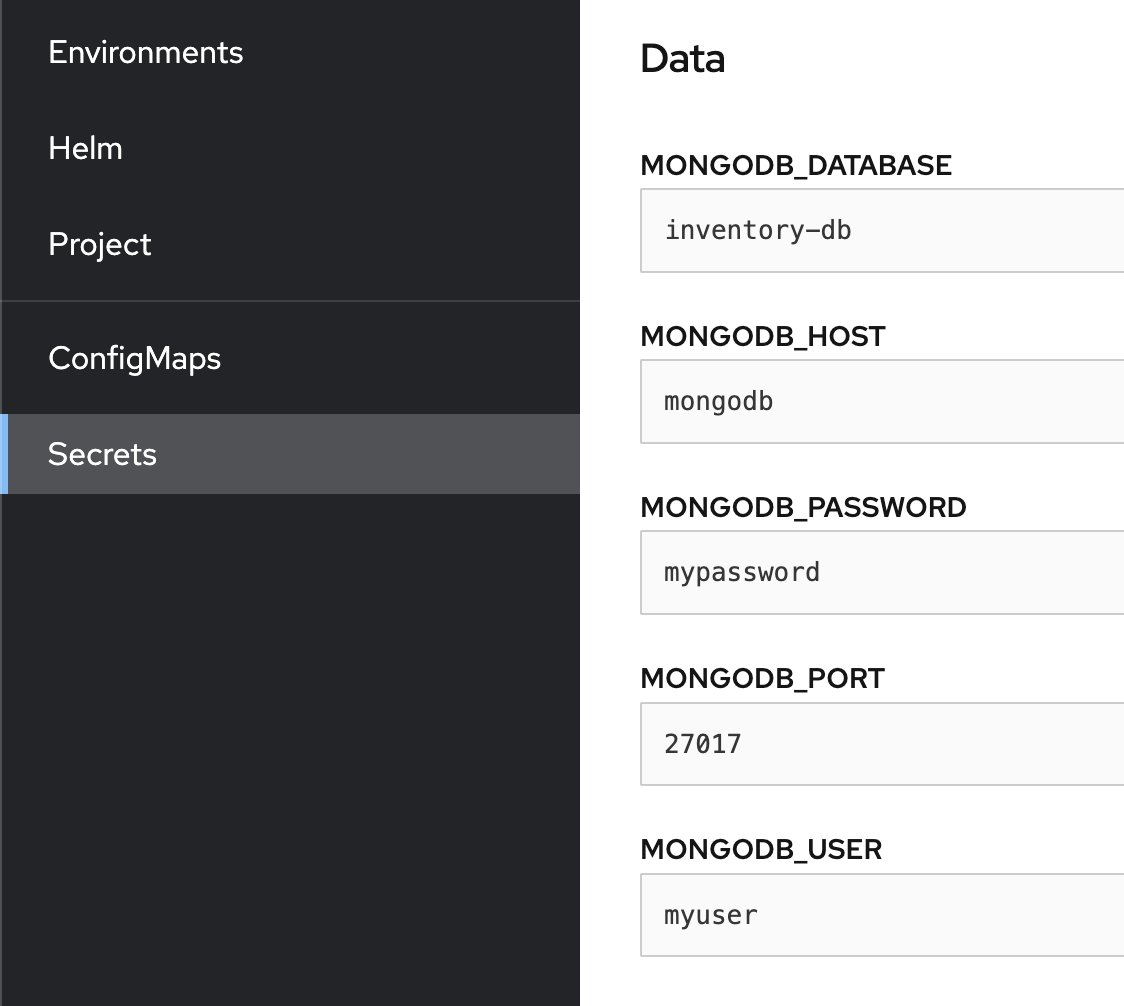 Environments
Helm
Project
ConfigMaps
Secrets
Data
MONGODB_DATABASE
inventory-db
MONGODB_HOST
mongodb
MONGODB_PASSWORD
mypassword
MONGODB_PORT
27017
MONGODB_USER
myuser